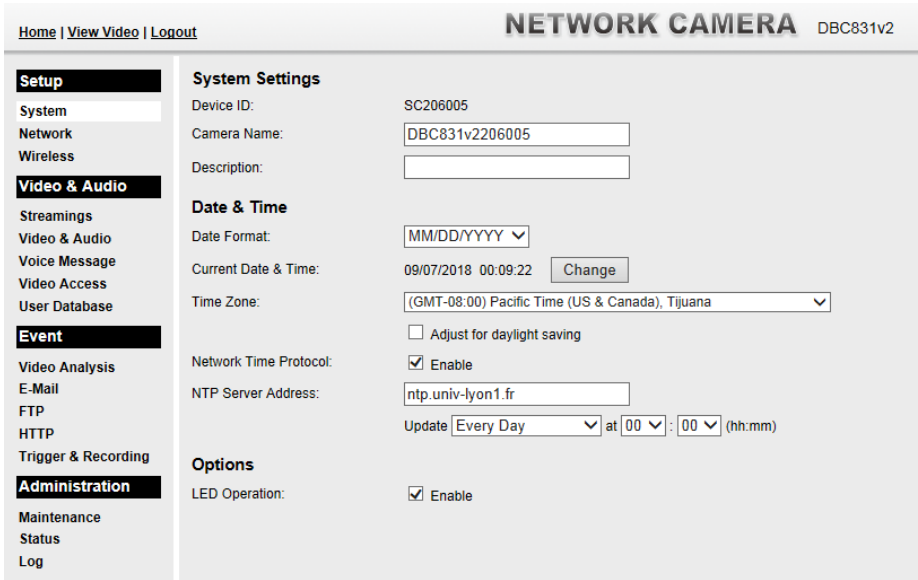 Home | View Video | Logout
NETWORK CAMERA DBC831v2
Setup
System
Network
Wireless
Video & Audio
Streamings
Video & Audio
Voice Message
Video Access
User Database
Event
Video Analysis
E-Mail
FTP
HTTP
Trigger & Recording
Administration
Maintenance
Status
Log
System Settings
Device ID: SC206005
Camera Name: DBC831v2206005
Description:
Date & Time
Date Format: MM/DD/YYYY
Current Date & Time: 09/07/2018 00:09:22 Change
Time Zone: (GMT-08:00) Pacific Time (US & Canada), Tijuana
Adjust for daylight saving
Network Time Protocol: Enable
NTP Server Address: ntp.univ-lyon1.fr
Update Every Day at 00 : 00 (hh:mm)
Options
LED Operation: Enable